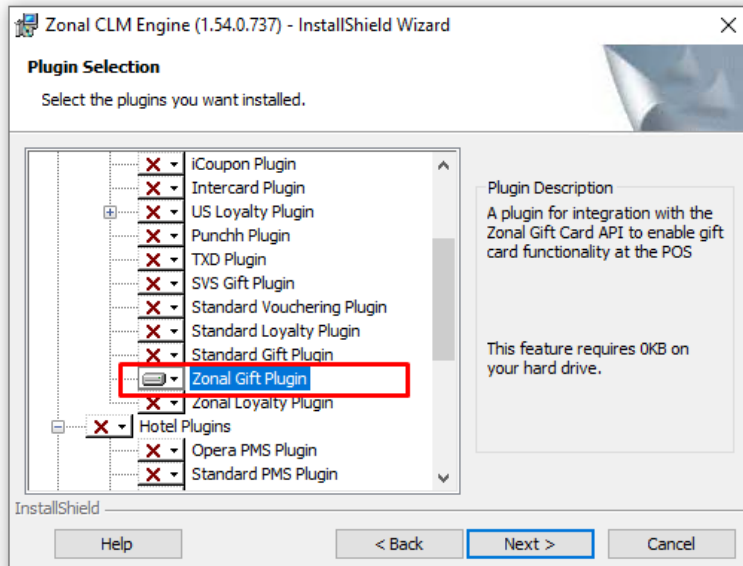 Zonal CLM Engine (1.54.0.737) - InstallShield Wizard
Plugin Selection
Select the plugins you want installed.
iCoupon Plugin
Intercard Plugin
US Loyalty Plugin
Punchh Plugin
TXD Plugin
SVS Gift Plugin
Standard Vouchering Plugin
Standard Loyalty Plugin
Standard Gift Plugin
Zonal Gift Plugin
Zonal Loyalty Plugin
Hotel Plugins
Opera PMS Plugin
Standard PMS Plugin
Plugin Description
A plugin for integration with the
Zonal Gift Card API to enable gift
card functionality at the POS
This feature requires 0KB on
your hard drive.
InstallShield
Help
< Back
Next >
Cancel